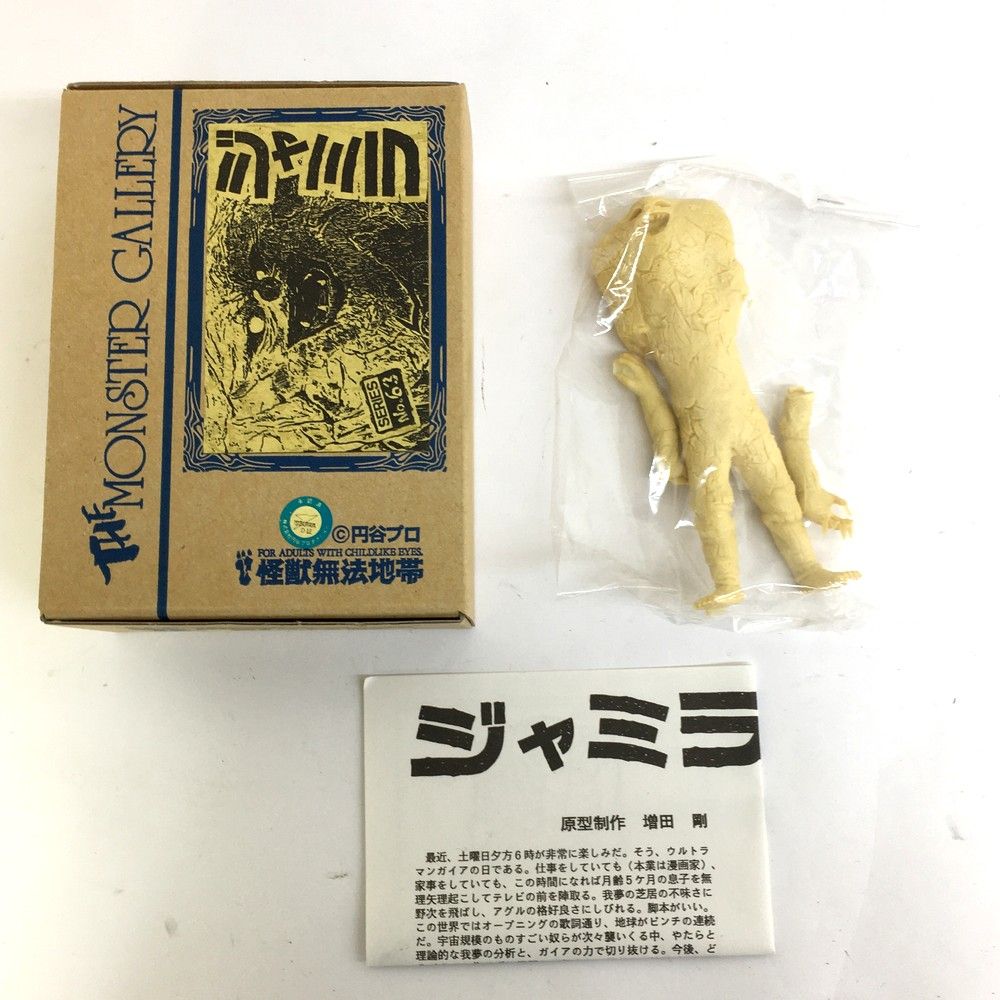 THE MONSTER GALLERY
ジャミラ
SERIES
No.63
©円谷プロ
FOR ADULTS WITH CHILDLIKE EYES.
怪獣無法地帯
ジャミラ
原型制作 増田 剛
最近、土曜日夕方6時が非常に楽しみだ。そう、ウルトラ
マンガイアの日である。仕事をしていても(本業は漫画家)、
家事をしていても、この時間になれば月齢5ケ月の息子を無
理矢理起こしてテレビの前を陣取る。我夢の芝居の不味さに
野次を飛ばし、アグルの格好良さにしびれる。脚本がいい。
この世界ではオープニングの歌詞通り、地球がピンチの連続
だ。宇宙規模のものすごい奴らが次々襲いくる中、やたらと
理論的な我夢の分析と、ガイアの力で切り抜ける。今後、ど